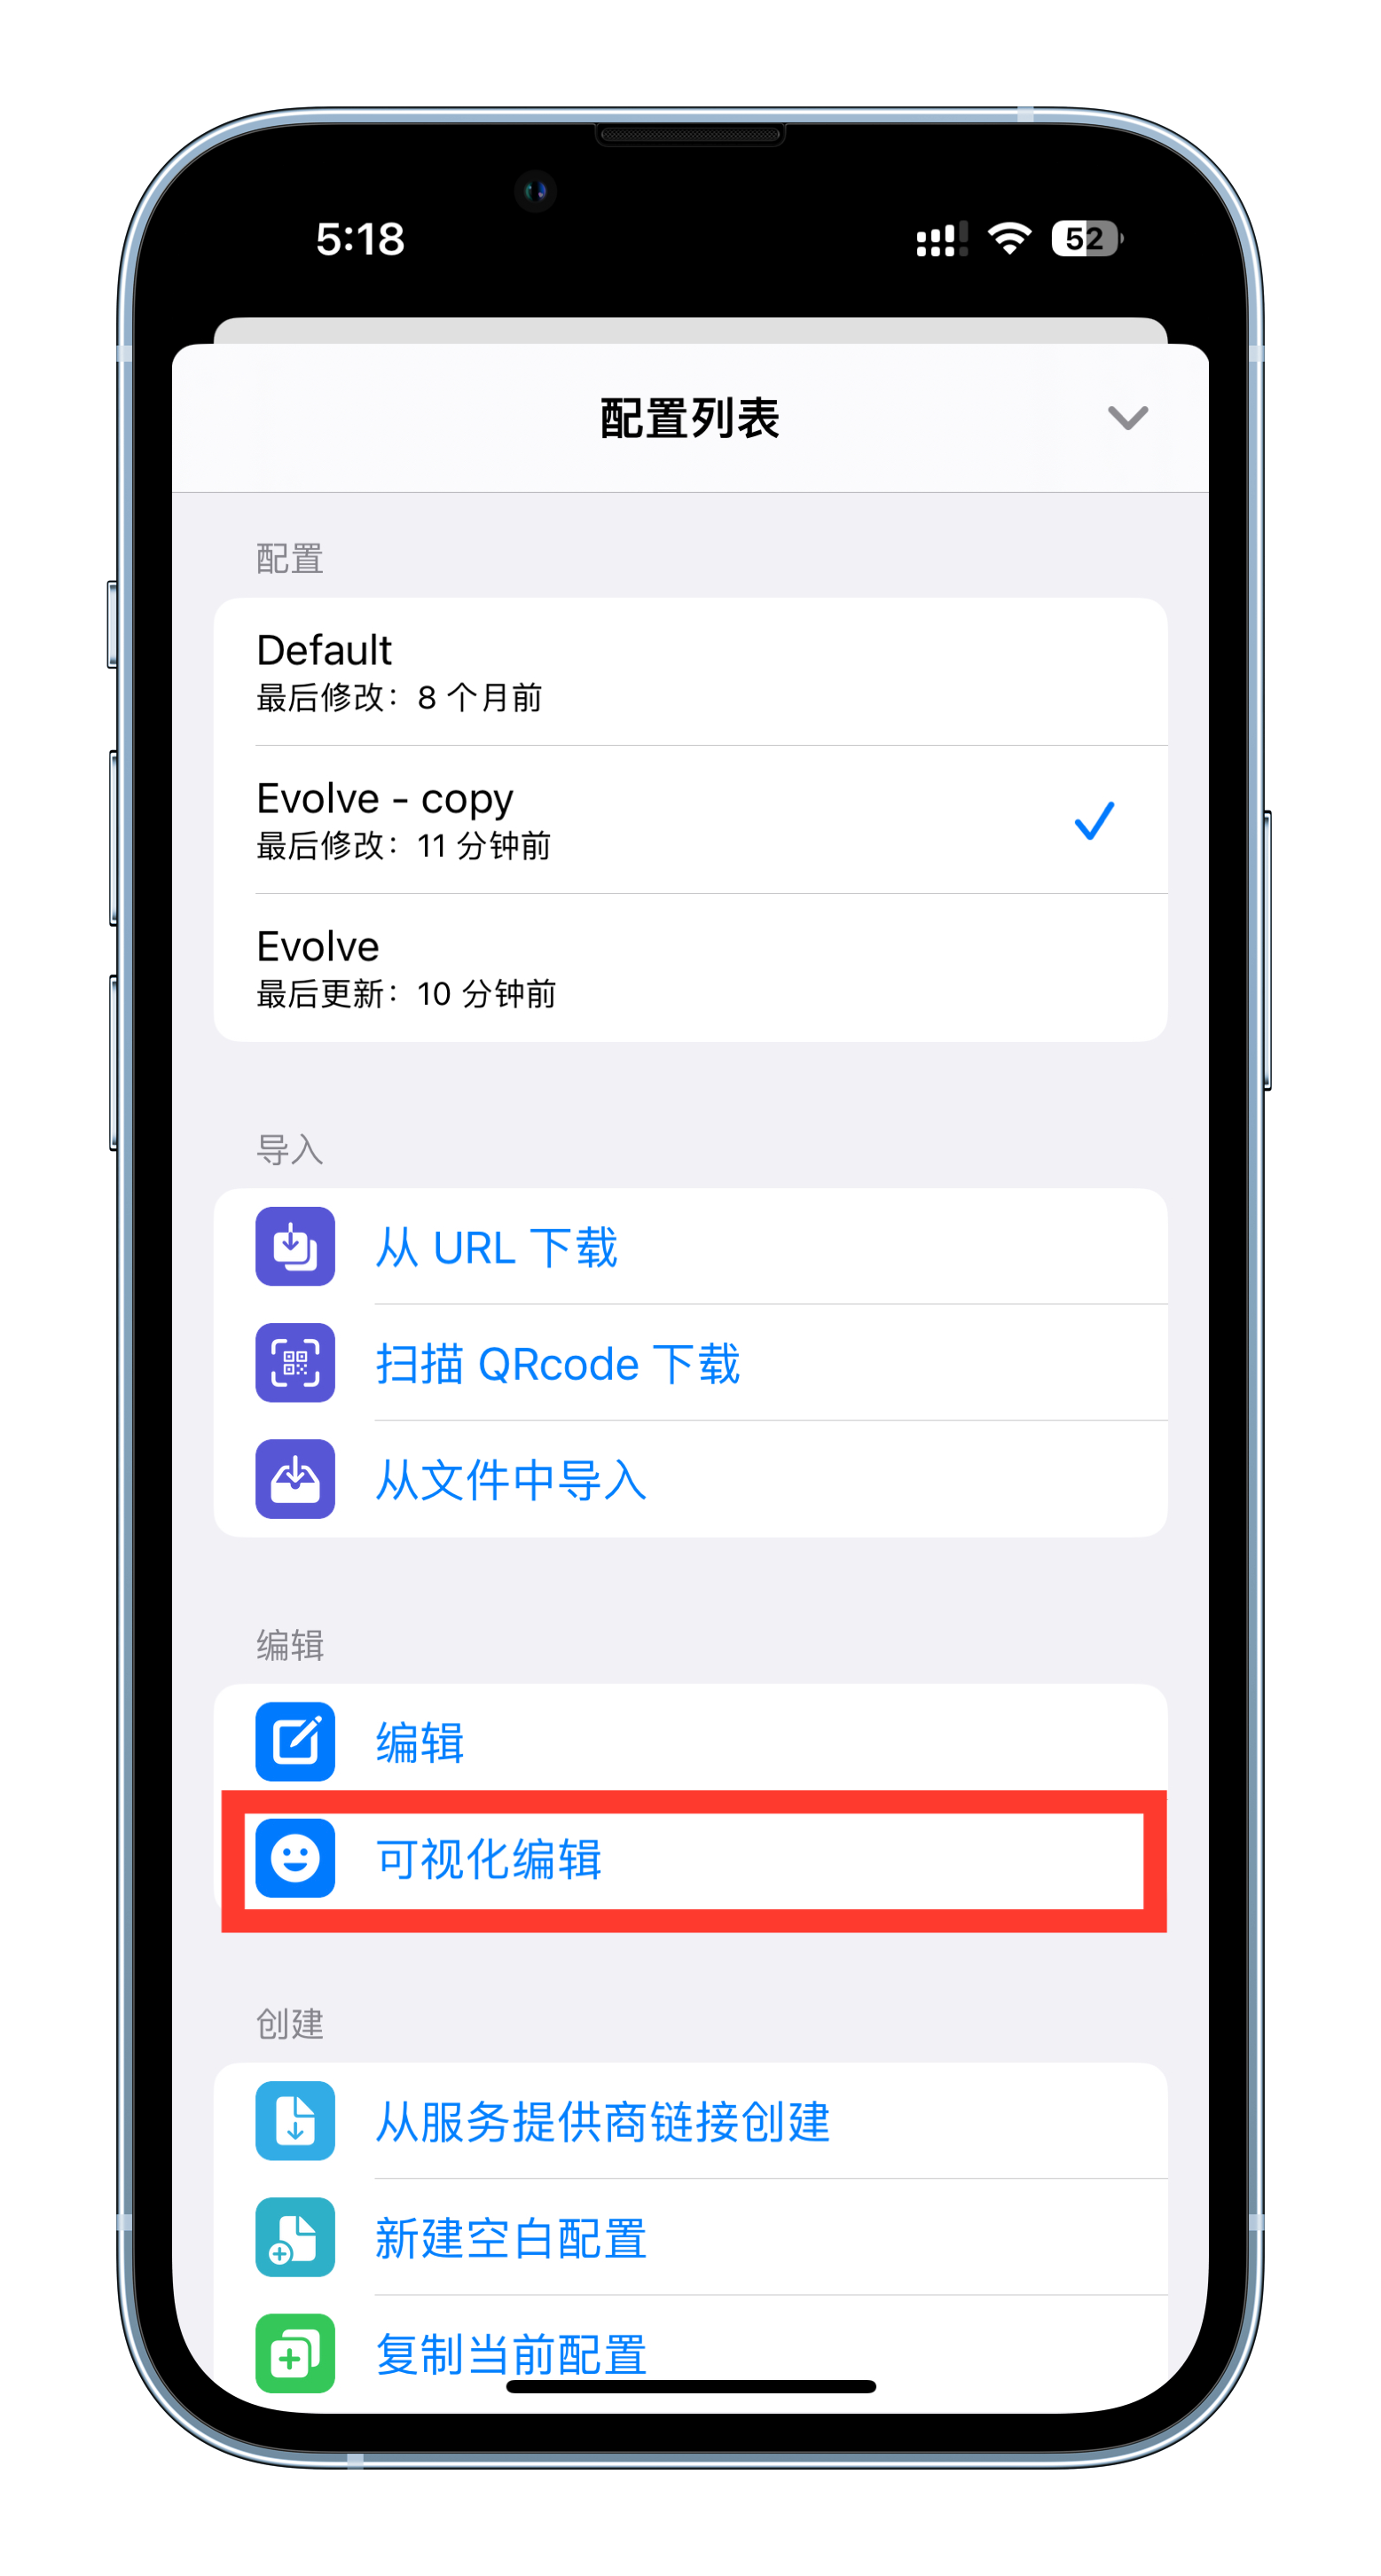 5:18
52
配置列表
配置
Default
最后修改：8 个月前
Evolve - copy
最后修改：11 分钟前
Evolve
最后更新：10 分钟前
导入
从 URL 下载
扫描 QRcode 下载
从文件中导入
编辑
编辑
可视化编辑
创建
从服务提供商链接创建
新建空白配置
复制当前配置